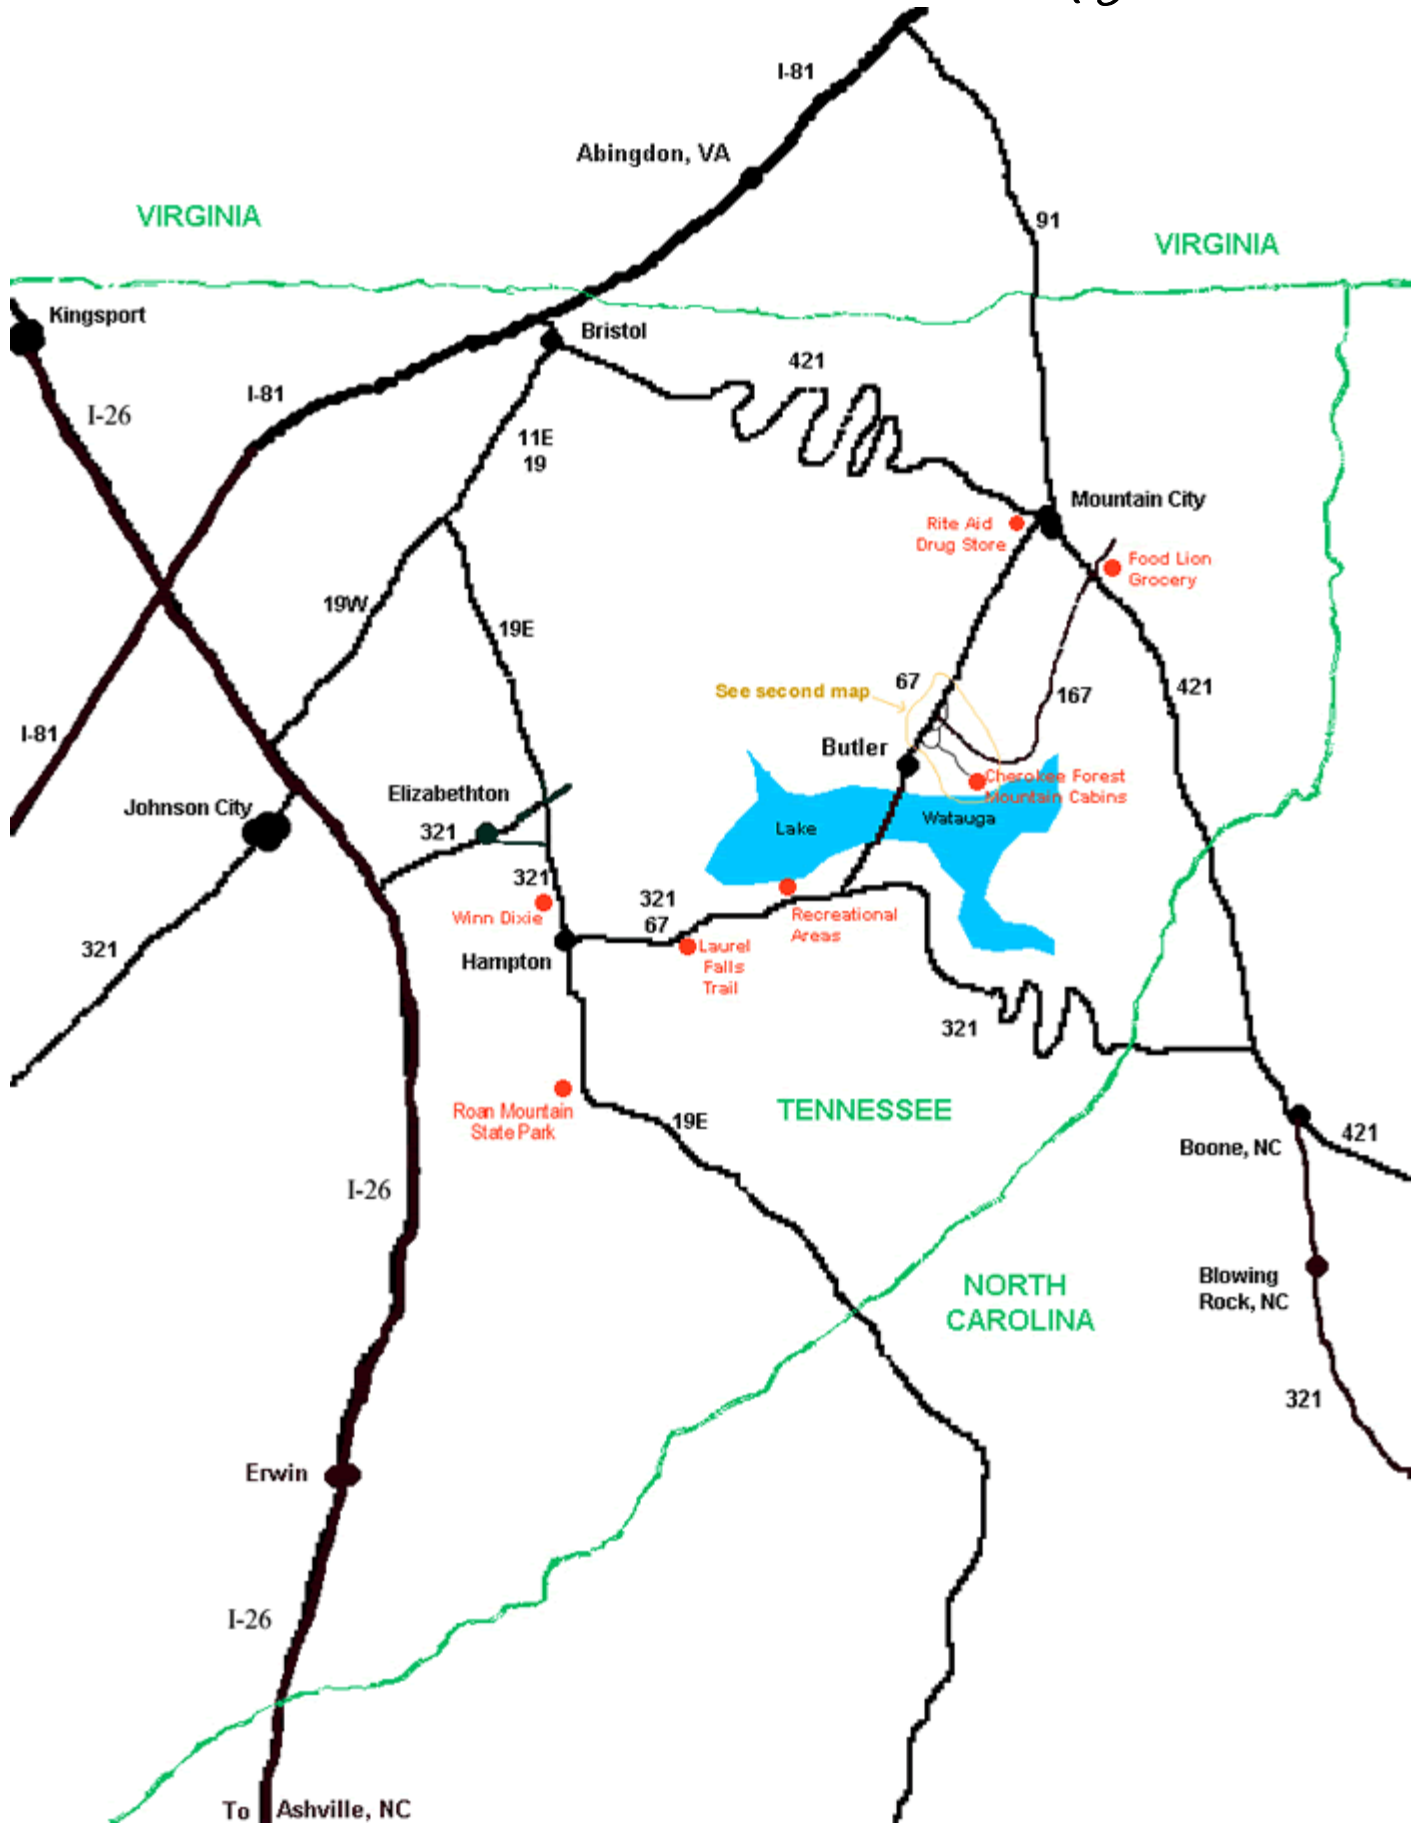 I-81
Abingdon, VA
VIRGINIA
91
VIRGINIA
Kingsport
Bristol
421
I-81
I-26
11E
19
Mountain City
Rite Aid
Drug Store
Food Lion
Grocery
19W
19E
67
See second map
167
421
I-81
Butler
Cherokee Forest
Mountain Cabins
Elizabethton
Johnson City
321
Lake
Watauga
321
321
67
Winn Dixie
Recreational
Areas
321
Hampton
Laurel
Falls
Trail
321
Roan Mountain
State Park
TENNESSEE
19E
421
Boone, NC
I-26
NORTH
CAROLINA
Blowing
Rock, NC
321
Erwin
I-26
To
Ashville, NC